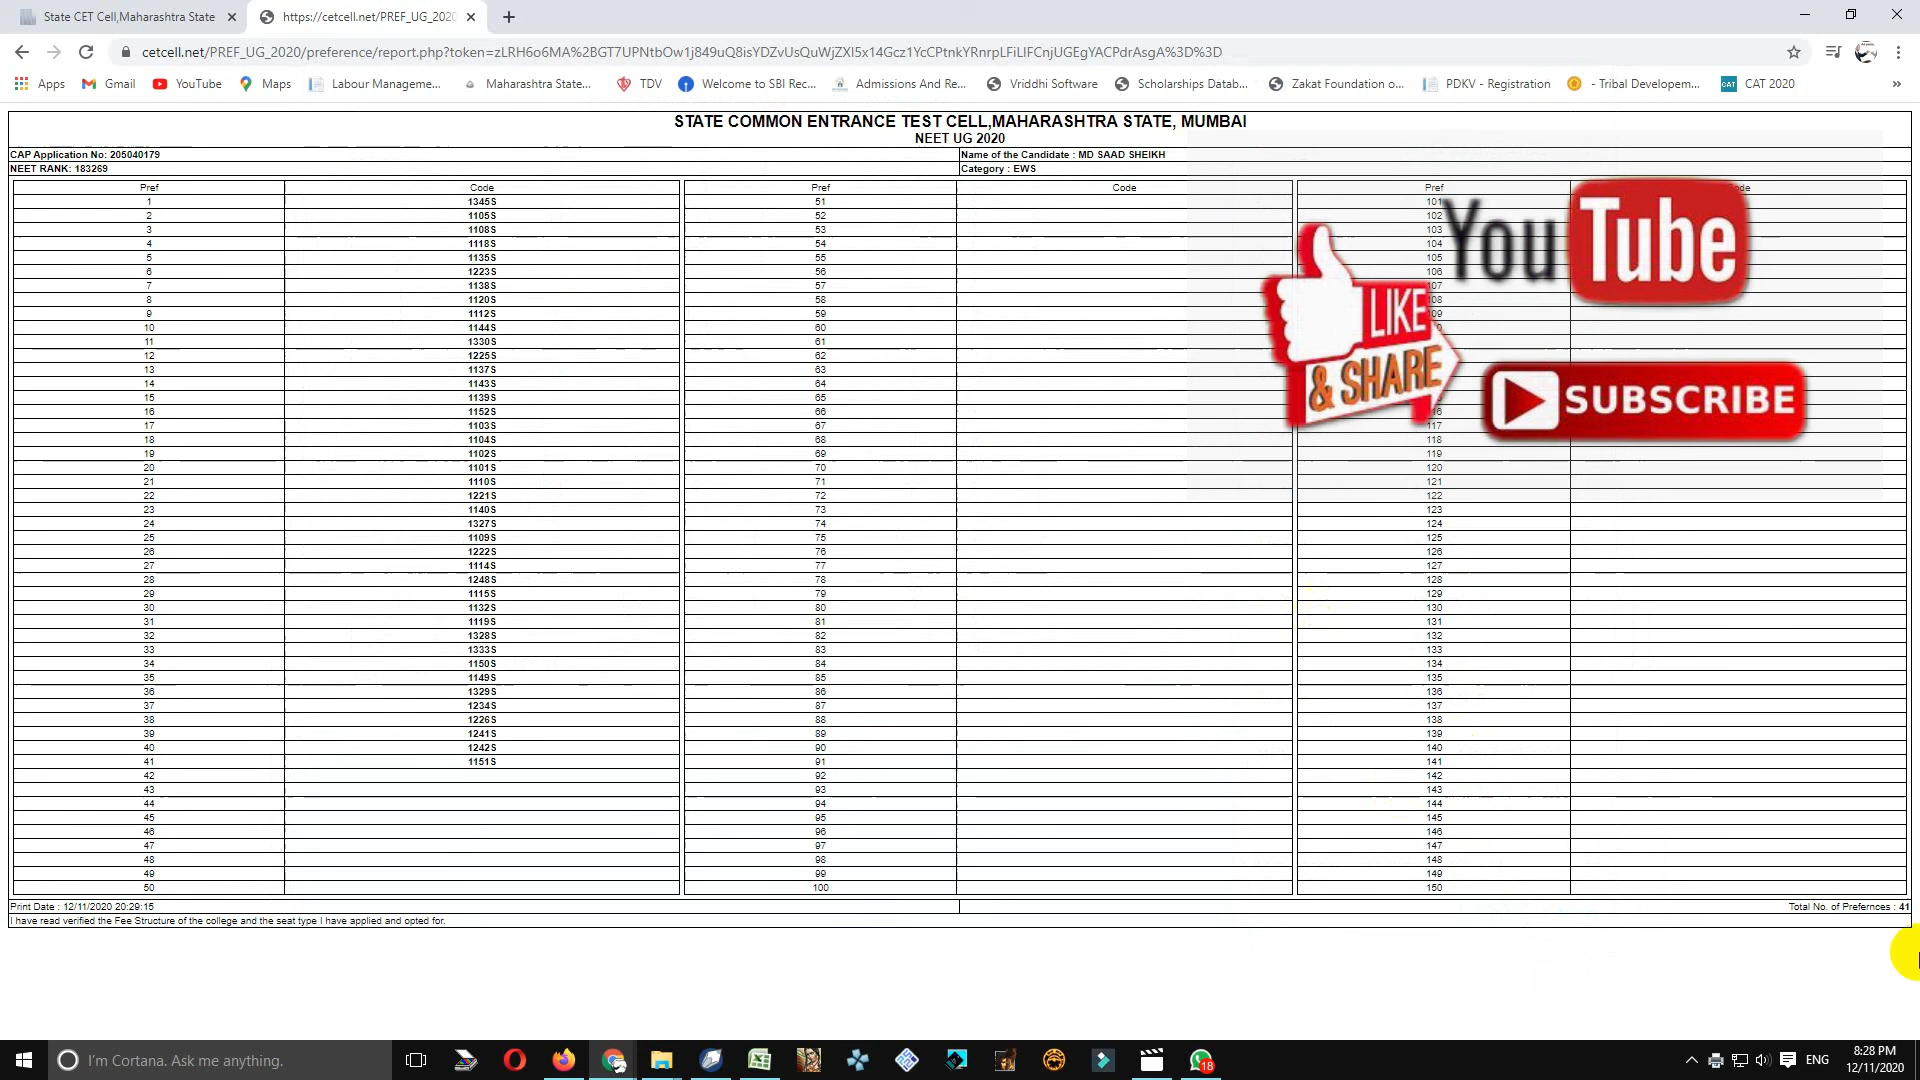 State CET Cell,Maharashtra State
https://cetcell.net/PREF_UG_2020
cetcell.net/PREF_UG_2020/preference/report.php?token=zLRH6o6MA%2BGT7UPNtbOw1j849uQ8isYDZvUsQuWjZXI5x14Gcz1YcCPtnkYRnrpLFiLIFCnjUGEgYACPdrAsgA%3D%3D
Apps Gmail YouTube Maps Labour Manageme... Maharashtra State... TDV Welcome to SBI Rec... Admissions And Re... Vriddhi Software Scholarships Datab... Zakat Foundation o... PDKV - Registration - Tribal Developem... CAT CAT 2020 »
STATE COMMON ENTRANCE TEST CELL,MAHARASHTRA STATE, MUMBAI
NEET UG 2020
CAP Application No: 205040179 Name of the Candidate : MD SAAD SHEIKH
NEET RANK: 183269 Category : EWS
Pref Code Pref Code Pref
1 1345S 51 101
2 1105S 52 102
3 1108S 53 103
4 1118S 54 104
5 1135S 55 105
6 1223S 56 106
7 1138S 57 107
8 1120S 58
9 1112S 59
10 1144S 60
11 1330S 61
12 1225S 62
13 1137S 63
14 1143S 64
15 1139S 65
16 1152S 66
17 1103S 67 117
18 1104S 68 118
19 1102S 69 119
20 1101S 70 120
21 1110S 71 121
22 1221S 72 122
23 1140S 73 123
24 1327S 74 124
25 1109S 75 125
26 1222S 76 126
27 1114S 77 127
28 1248S 78 128
29 1115S 79 129
30 1132S 80 130
31 1119S 81 131
32 1328S 82 132
33 1333S 83 133
34 1150S 84 134
35 1149S 85 135
36 1329S 86 136
37 1234S 87 137
38 1226S 88 138
39 1241S 89 139
40 1242S 90 140
41 1151S 91 141
42 92 142
43 93 143
44 94 144
45 95 145
46 96 146
47 97 147
48 98 148
49 99 149
50 100 150
YouTube
LIKE
& SHARE
SUBSCRIBE
Print Date : 12/11/2020 20:29:15 Total No. of Prefernces : 41
I have read verified the Fee Structure of the college and the seat type I have applied and opted for.
I'm Cortana. Ask me anything.
18
ENG
8:28 PM
12/11/2020